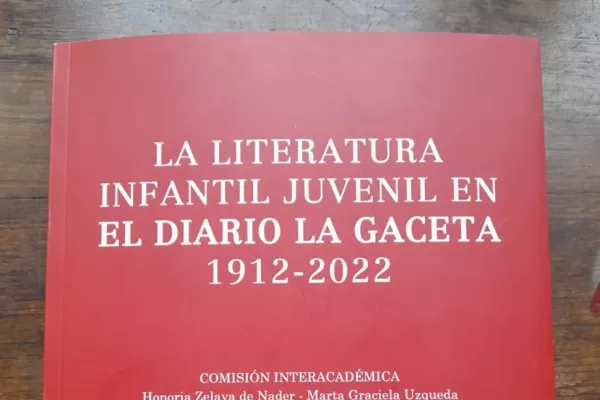 LA LITERATURA
INFANTIL JUVENIL EN
EL DIARIO LA GACETA
1912-2022
COMISIÓN INTERACADÉMICA
Honoria Zelaya de Nader - Marta Graciela Uzqueda